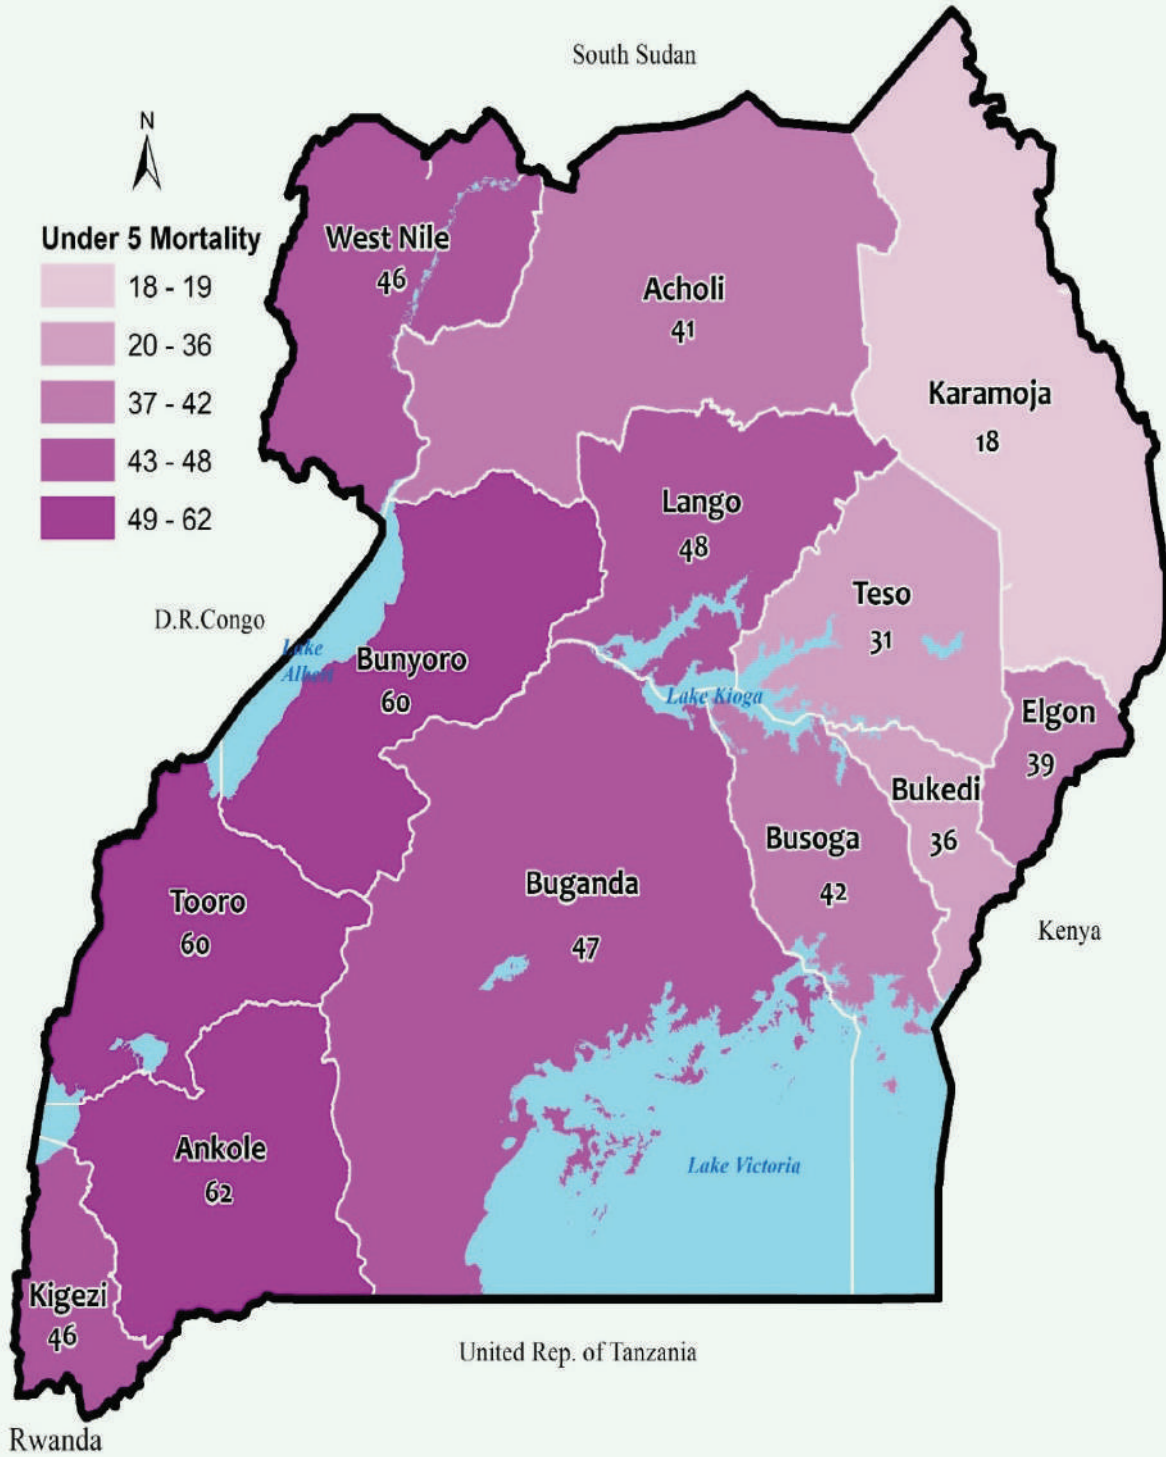 South Sudan
N
Under 5 Mortality
18 - 19
20 - 36
37 - 42
43 - 48
49 - 62
West Nile
46
Acholi
41
Karamoja
18
Lango
48
Teso
31
D.R.Congo
Lake
Albert
Bunyoro
60
Lake Kioga
Elgon
39
Bukedi
36
Busoga
42
Buganda
47
Tooro
60
Kenya
Ankole
62
Lake Victoria
Kigezi
46
United Rep. of Tanzania
Rwanda